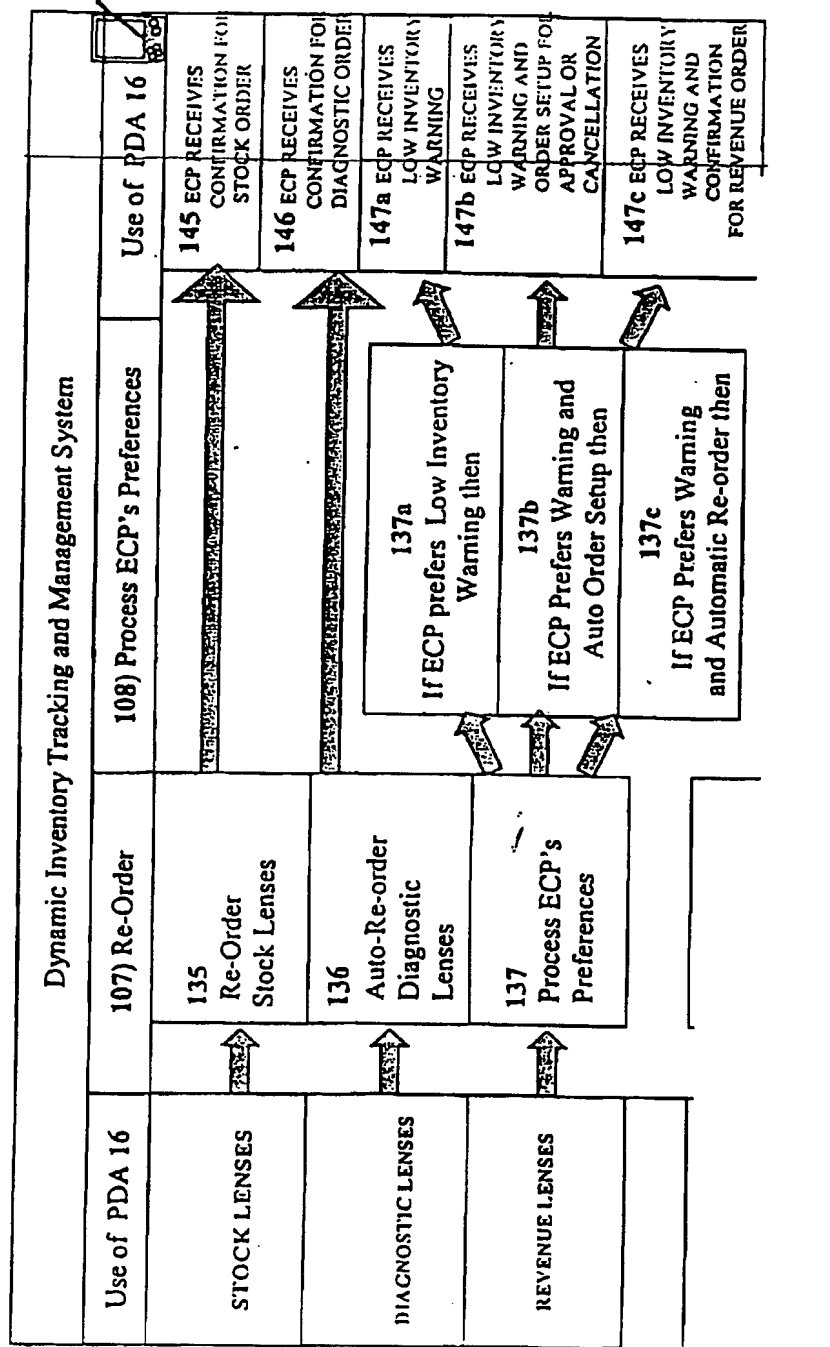 Dynamic Inventory Tracking and Management System
Use of PDA 16
107) Re-Order
108) Process ECP's Preferences
Use of PDA 16
STOCK LENSES
135
Re-Order
Stock Lenses
145 ECP RECEIVES
CONFIRMATION FOR
STOCK ORDER
DIAGNOSTIC LENSES
136
Auto-Re-order
Diagnostic
Lenses
146 ECP RECEIVES
CONFIRMATION FOR
DIAGNOSTIC ORDER
REVENUE LENSES
137
Process ECP's
Preferences
137a
If ECP prefers Low Inventory
Warning then
147a ECP RECEIVES
LOW INVENTORY
WARNING
137b
If ECP Prefers Warning and
Auto Order Setup then
147b ECP RECEIVES
LOW INVENTORY
WARNING AND
ORDER SETUP FOR
APPROVAL OR
CANCELLATION
137c
If ECP Prefers Warning
and Automatic Re-order then
147c ECP RECEIVES
LOW INVENTORY
WARNING AND
CONFIRMATION
FOR REVENUE ORDER